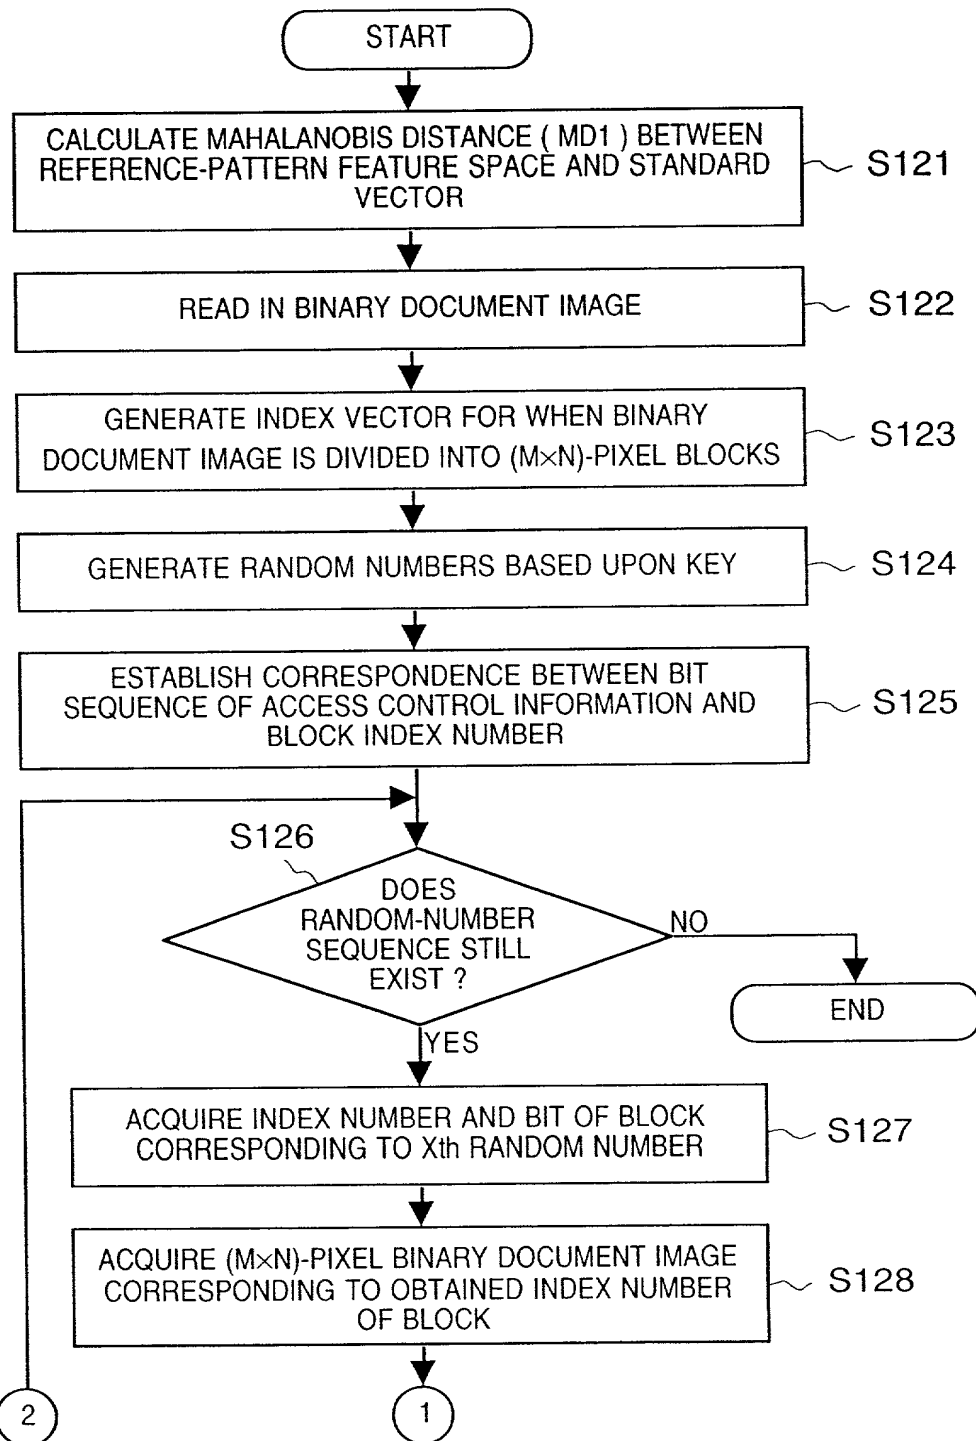 START
CALCULATE MAHALANOBIS DISTANCE ( MD1 ) BETWEEN
REFERENCE-PATTERN FEATURE SPACE AND STANDARD
VECTOR
S121
READ IN BINARY DOCUMENT IMAGE
S122
GENERATE INDEX VECTOR FOR WHEN BINARY
DOCUMENT IMAGE IS DIVIDED INTO (M×N)-PIXEL BLOCKS
S123
GENERATE RANDOM NUMBERS BASED UPON KEY
S124
ESTABLISH CORRESPONDENCE BETWEEN BIT
SEQUENCE OF ACCESS CONTROL INFORMATION AND
BLOCK INDEX NUMBER
S125
S126
DOES
RANDOM-NUMBER
SEQUENCE STILL
EXIST ?
NO
END
YES
ACQUIRE INDEX NUMBER AND BIT OF BLOCK
CORRESPONDING TO Xth RANDOM NUMBER
S127
ACQUIRE (M×N)-PIXEL BINARY DOCUMENT IMAGE
CORRESPONDING TO OBTAINED INDEX NUMBER
OF BLOCK
S128
2
1